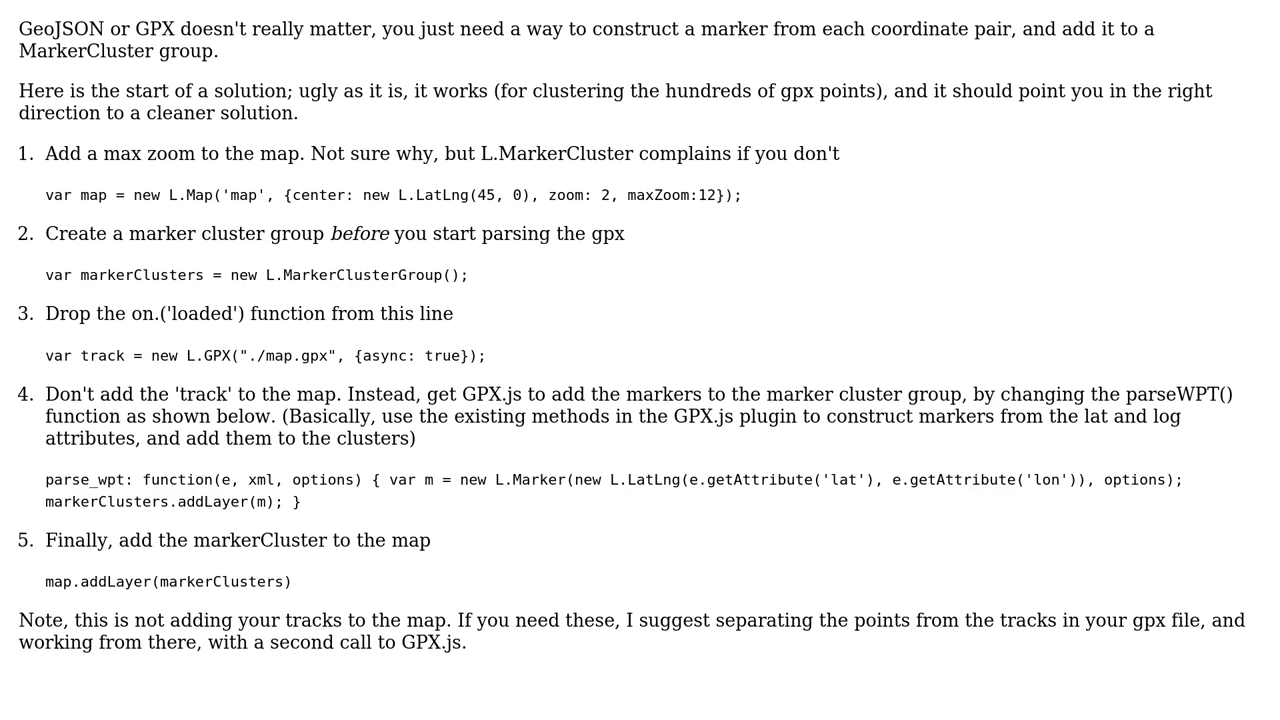 GeoJSON or GPX doesn't really matter, you just need a way to construct a marker from each coordinate pair, and add it to a
MarkerCluster group.
Here is the start of a solution; ugly as it is, it works (for clustering the hundreds of gpx points), and it should point you in the right
direction to a cleaner solution.
1. Add a max zoom to the map. Not sure why, but L.MarkerCluster complains if you don't
var map = new L.Map('map', {center: new L.LatLng(45, 0), zoom: 2, maxZoom:12});
2. Create a marker cluster group before you start parsing the gpx
var markerClusters = new L.MarkerClusterGroup();
3. Drop the on.('loaded') function from this line
var track = new L.GPX("./map.gpx", {async: true});
4. Don't add the 'track' to the map. Instead, get GPX.js to add the markers to the marker cluster group, by changing the parseWPT()
function as shown below. (Basically, use the existing methods in the GPX.js plugin to construct markers from the lat and log
attributes, and add them to the clusters)
parse_wpt: function(e, xml, options) { var m = new L.Marker(new L.LatLng(e.getAttribute('lat'), e.getAttribute('lon')), options);
markerClusters.addLayer(m); }
5. Finally, add the markerCluster to the map
map.addLayer(markerClusters)
Note, this is not adding your tracks to the map. If you need these, I suggest separating the points from the tracks in your gpx file, and
working from there, with a second call to GPX.js.